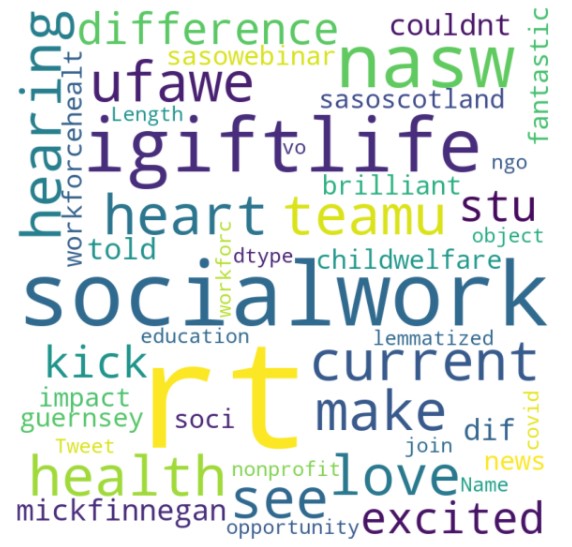 hearing
difference
couldnt
fantastic
sasowebinar
nasw
ufawe
sasoscotland
workforcehealt
Length
igiftlife
vo
ngo
brilliant
heart
teamu
stu
told
workforc
dtype
childwelfare
object
socialwork
education
lemmatized
kick
rt
current
impact
make
covid
guernsey
soci
dif
Tweet
join
news
health
nonprofit
love
Name
see
mickfinnegan
opportunity
excited